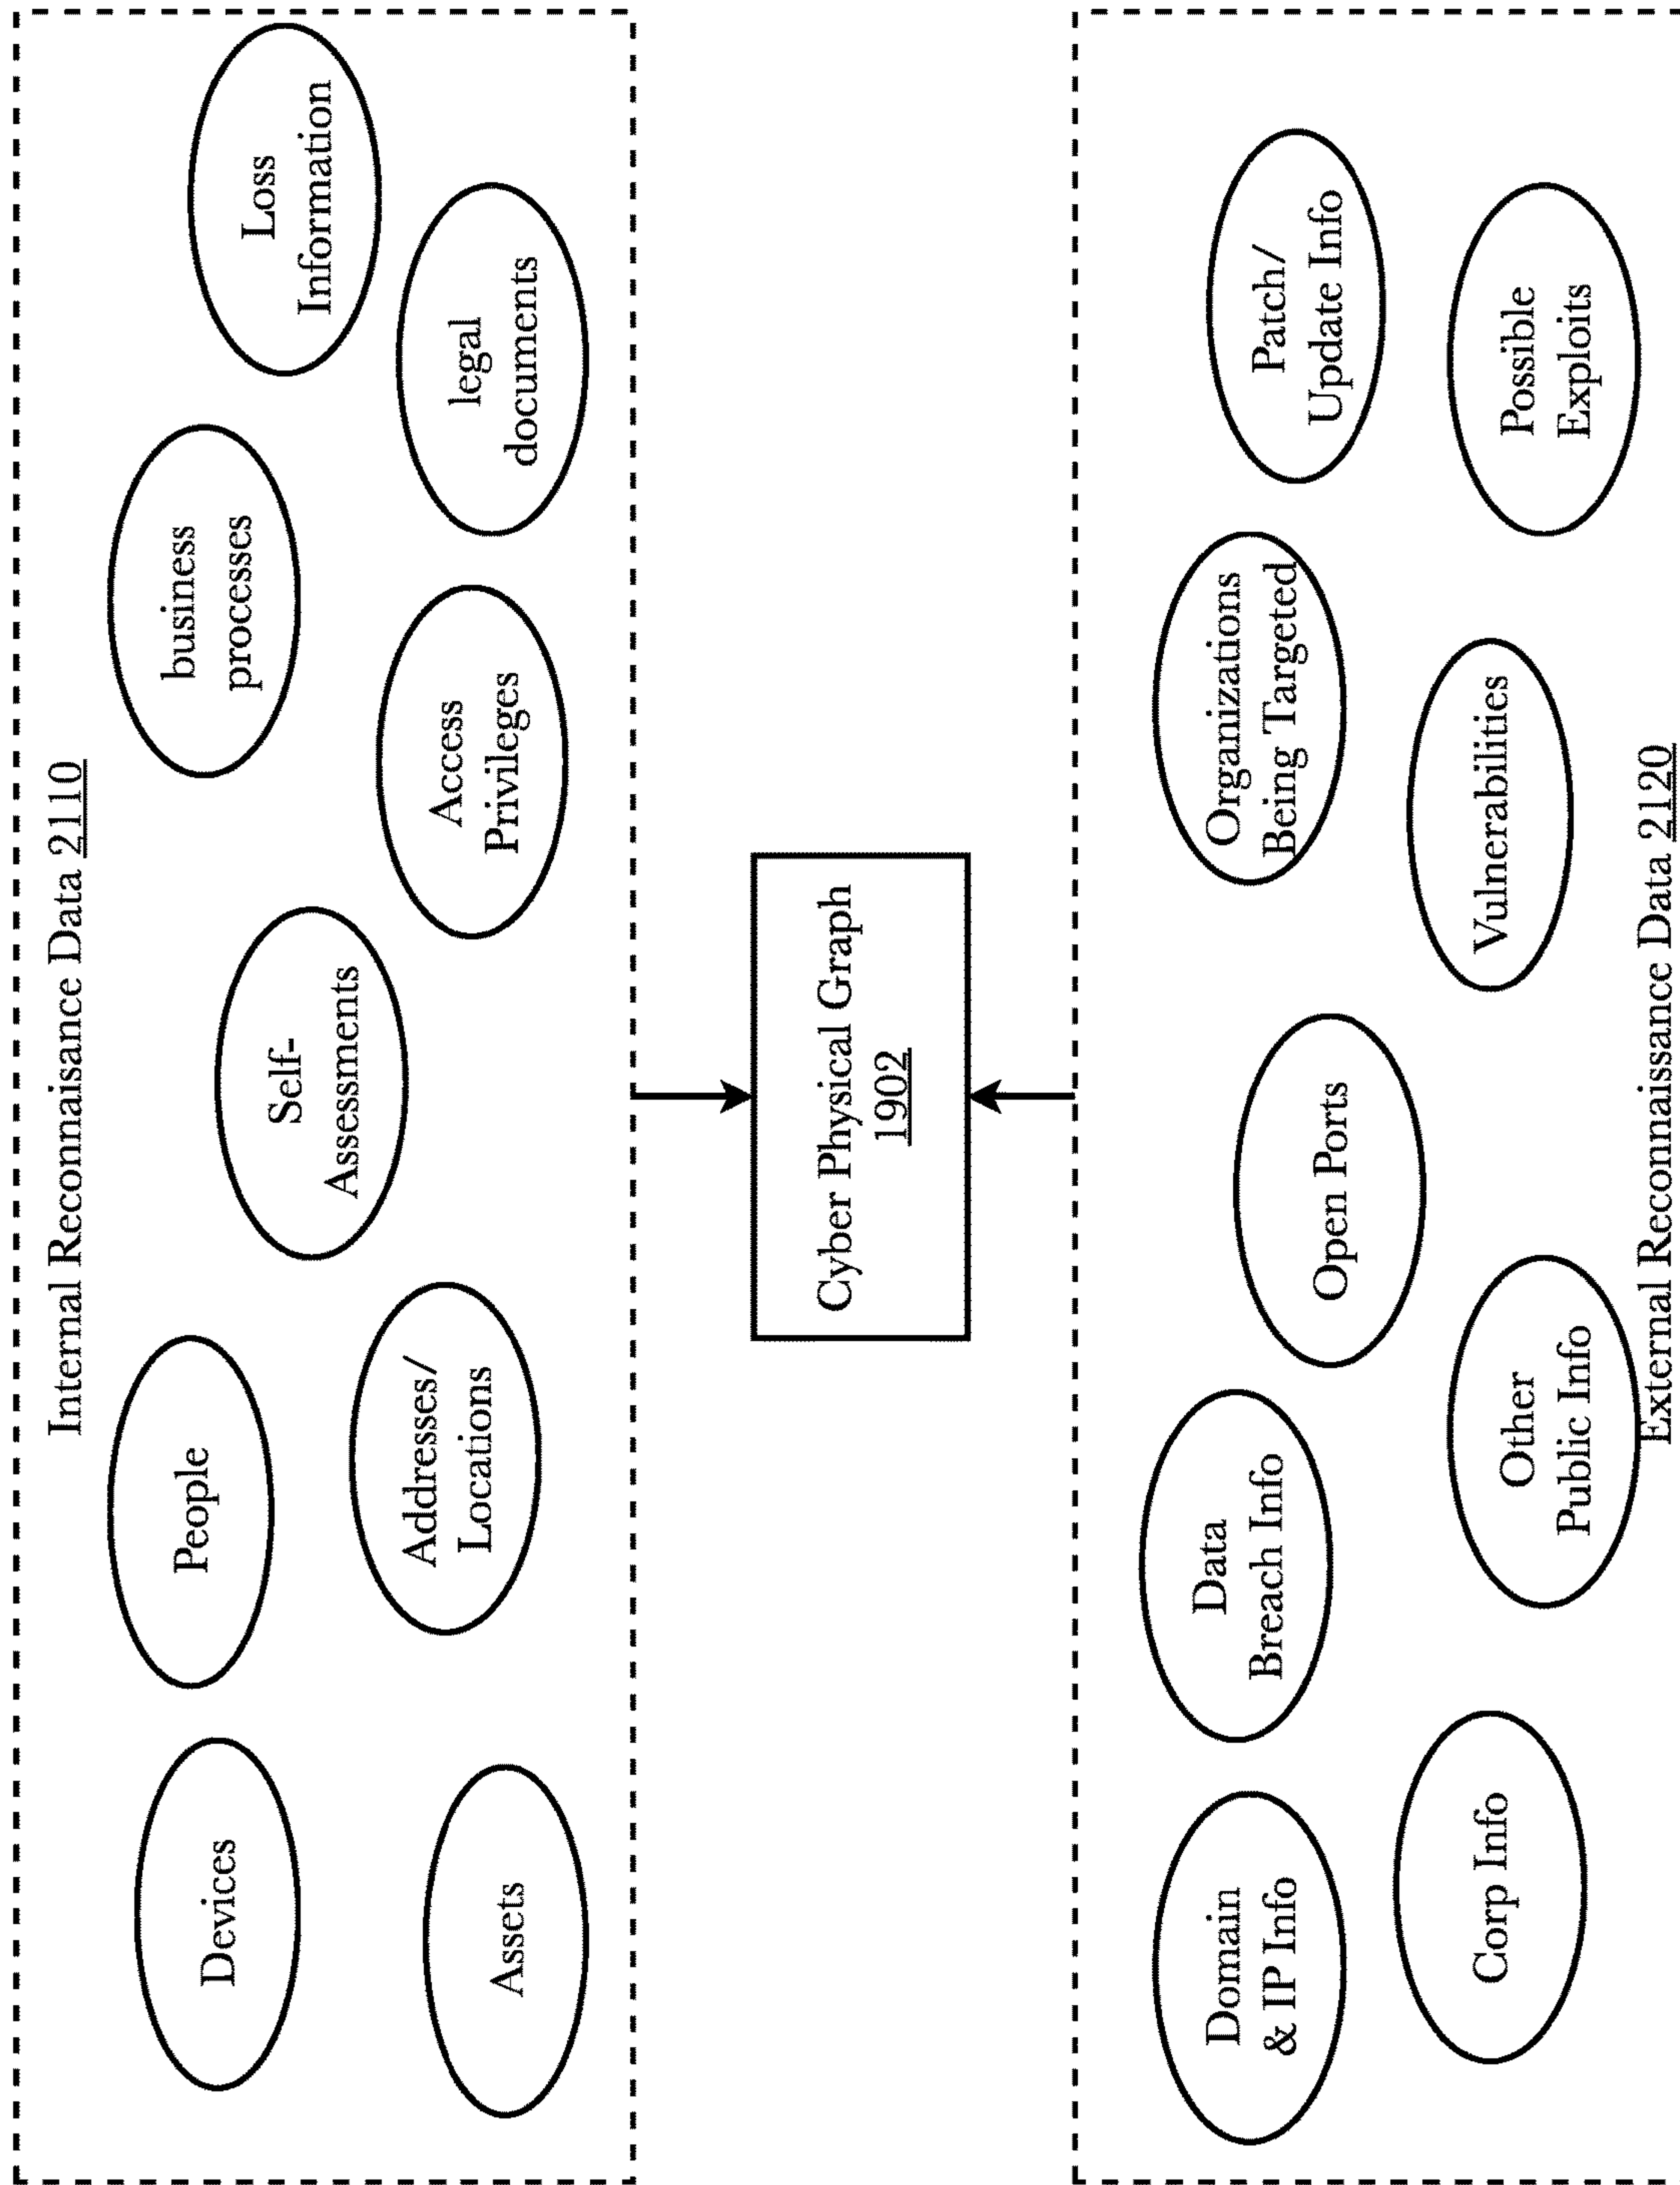 Internal Reconnaisance Data 2110
Devices
People
business
processes
Loss
Information
Self-
Assessments
Assets
Addresses/
Locations
Access
Privileges
legal
documents
Cyber Physical Graph
1902
Domain
& IP Info
Data
Breach Info
Organizations
Being Targeted
Patch/
Update Info
Open Ports
Corp Info
Other
Public Info
Vulnerabilities
Possible
Exploits
External Reconnaissance Data 2120